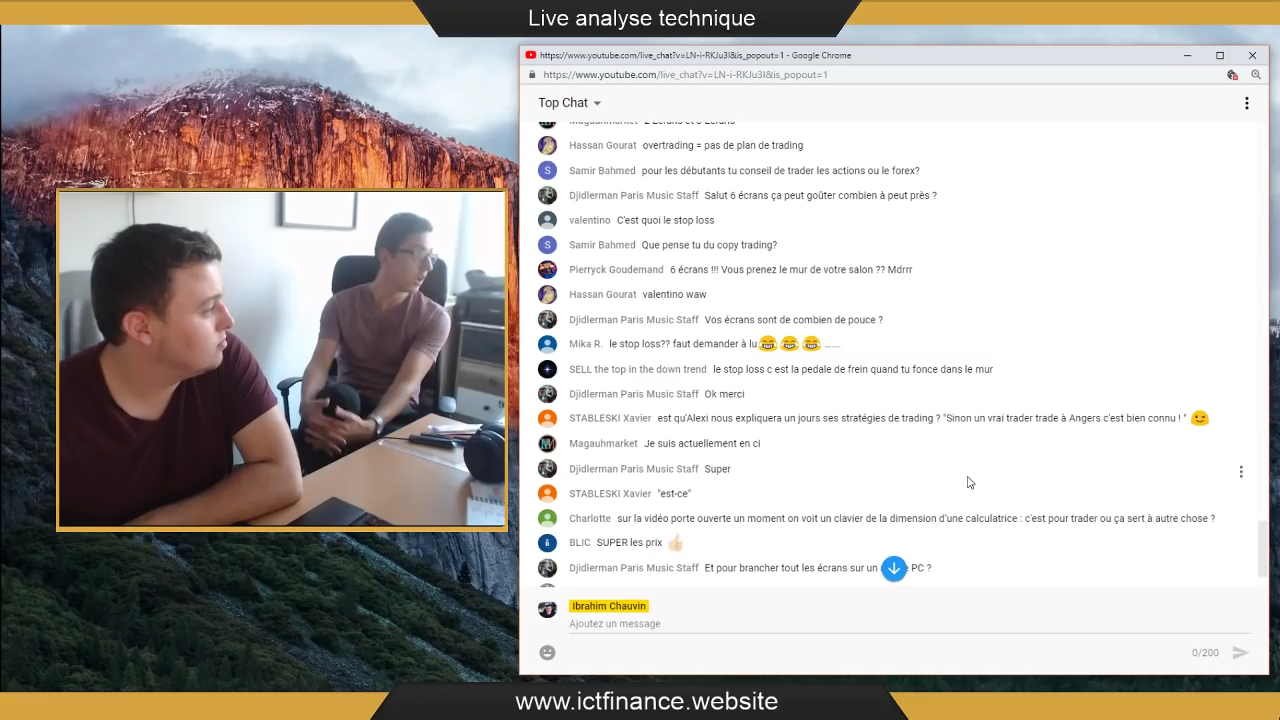 Live analyse technique
https://www.youtube.com/live_chat?v=LN-i-RKJu3I&is_popout=1 - Google Chrome
https://www.youtube.com/live_chat?v=LN-i-RKJu3I&is_popout=1
Top Chat
Magauhmarket 2 Ecrans et 3 Ecrans
Hassan Gourat overtrading = pas de plan de trading
S Samir Bahmed pour les débutants tu conseil de trader les actions ou le forex?
Djidlerman Paris Music Staff Salut 6 écrans ça peut goûter combien à peut près ?
valentino C'est quoi le stop loss
S Samir Bahmed Que pense tu du copy trading?
Pierryck Goudemand 6 écrans !!! Vous prenez le mur de votre salon ?? Mdrrr
Hassan Gourat valentino waw
Djidlerman Paris Music Staff Vos écrans sont de combien de pouce ?
Mika R. le stop loss?? faut demander à lu😂😂😂 ......
SELL the top in the down trend le stop loss c est la pedale de frein quand tu fonce dans le mur
Djidlerman Paris Music Staff Ok merci
STABLESKI Xavier est qu'Alexi nous expliquera un jours ses stratégies de trading ? "Sinon un vrai trader trade à Angers c'est bien connu ! " 😉
Magauhmarket Je suis actuellement en ci
Djidlerman Paris Music Staff Super
STABLESKI Xavier "est-ce"
Charlotte sur la vidéo porte ouverte un moment on voit un clavier de la dimension d'une calculatrice : c'est pour trader ou ça sert à autre chose ?
BLIC SUPER les prix 👍🏻
Djidlerman Paris Music Staff Et pour brancher tout les écrans sur un PC ?
Ibrahim Chauvin
Ajoutez un message
0/200
www.ictfinance.website